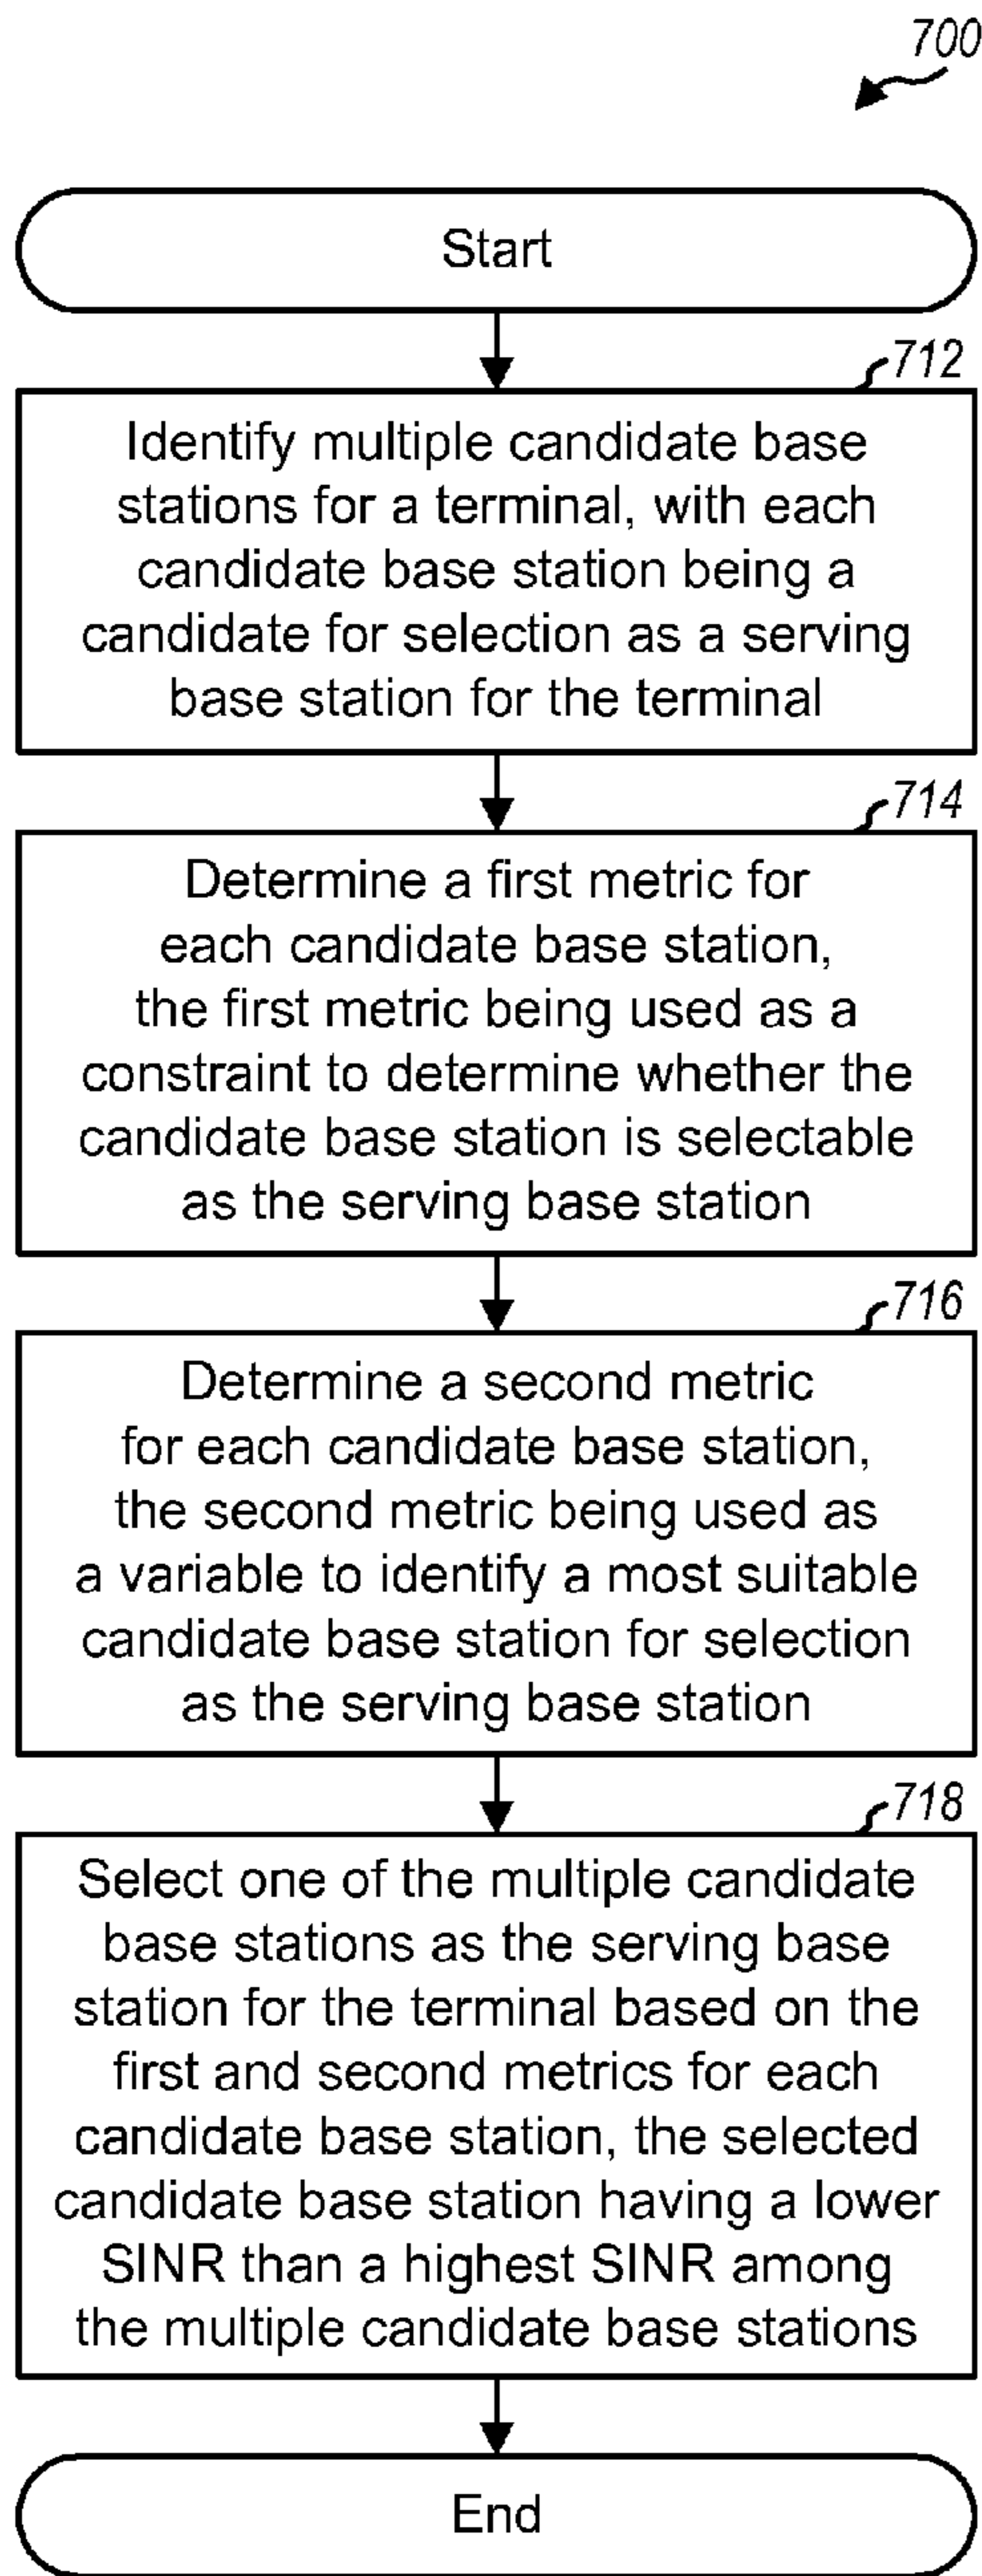 700
Start
712
Identify multiple candidate base
stations for a terminal, with each
candidate base station being a
candidate for selection as a serving
base station for the terminal
714
Determine a first metric for
each candidate base station,
the first metric being used as a
constraint to determine whether the
candidate base station is selectable
as the serving base station
716
Determine a second metric
for each candidate base station,
the second metric being used as
a variable to identify a most suitable
candidate base station for selection
as the serving base station
718
Select one of the multiple candidate
base stations as the serving base
station for the terminal based on the
first and second metrics for each
candidate base station, the selected
candidate base station having a lower
SINR than a highest SINR among
the multiple candidate base stations
End